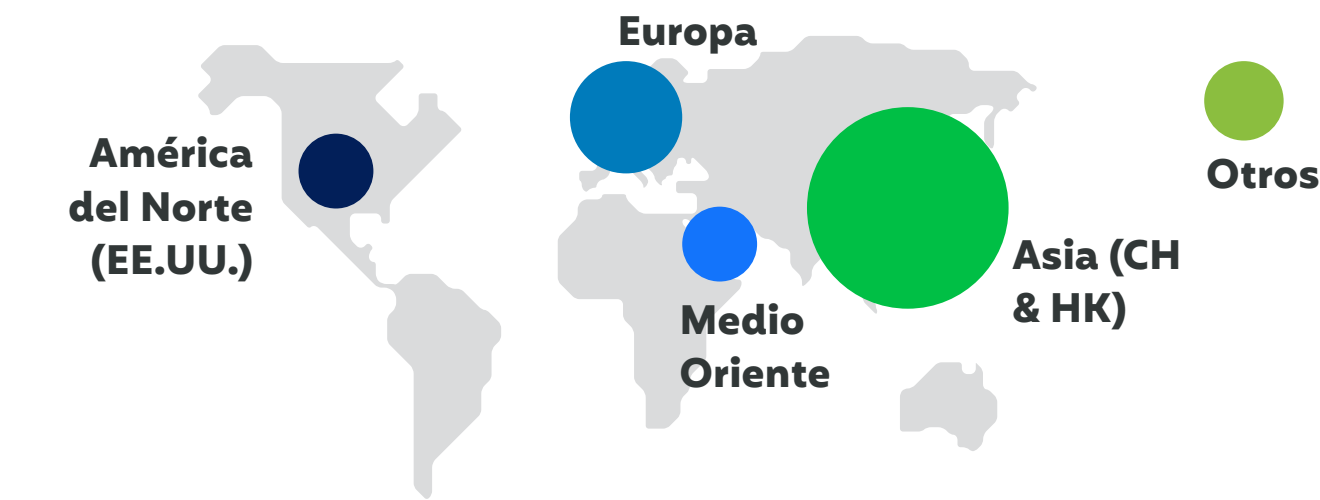 Europa
América
del Norte
(EE.UU.)
Otros
Asia (CH
& HK)
Medio
Oriente